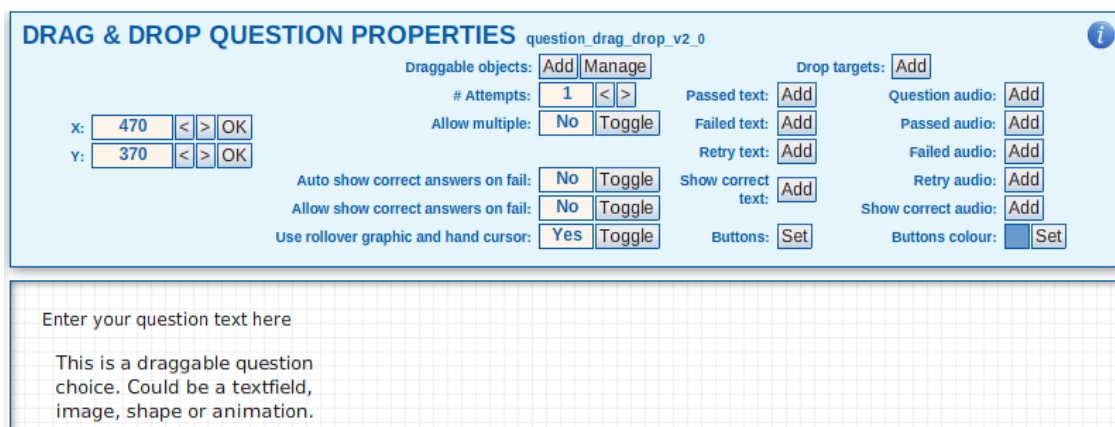 DRAG & DROP QUESTION PROPERTIES question_drag_drop_v2_0 i
Draggable objects: Add Manage Drop targets: Add
# Attempts: 1 < > Passed text: Add Question audio: Add
X: 470 < > OK Allow multiple: No Toggle Failed text: Add Passed audio: Add
Y: 370 < > OK Retry text: Add Failed audio: Add
Auto show correct answers on fail: No Toggle Show correct text: Add Retry audio: Add
Allow show correct answers on fail: No Toggle Show correct audio: Add
Use rollover graphic and hand cursor: Yes Toggle Buttons: Set Buttons colour: Set
Enter your question text here
This is a draggable question
choice. Could be a textfield,
image, shape or animation.